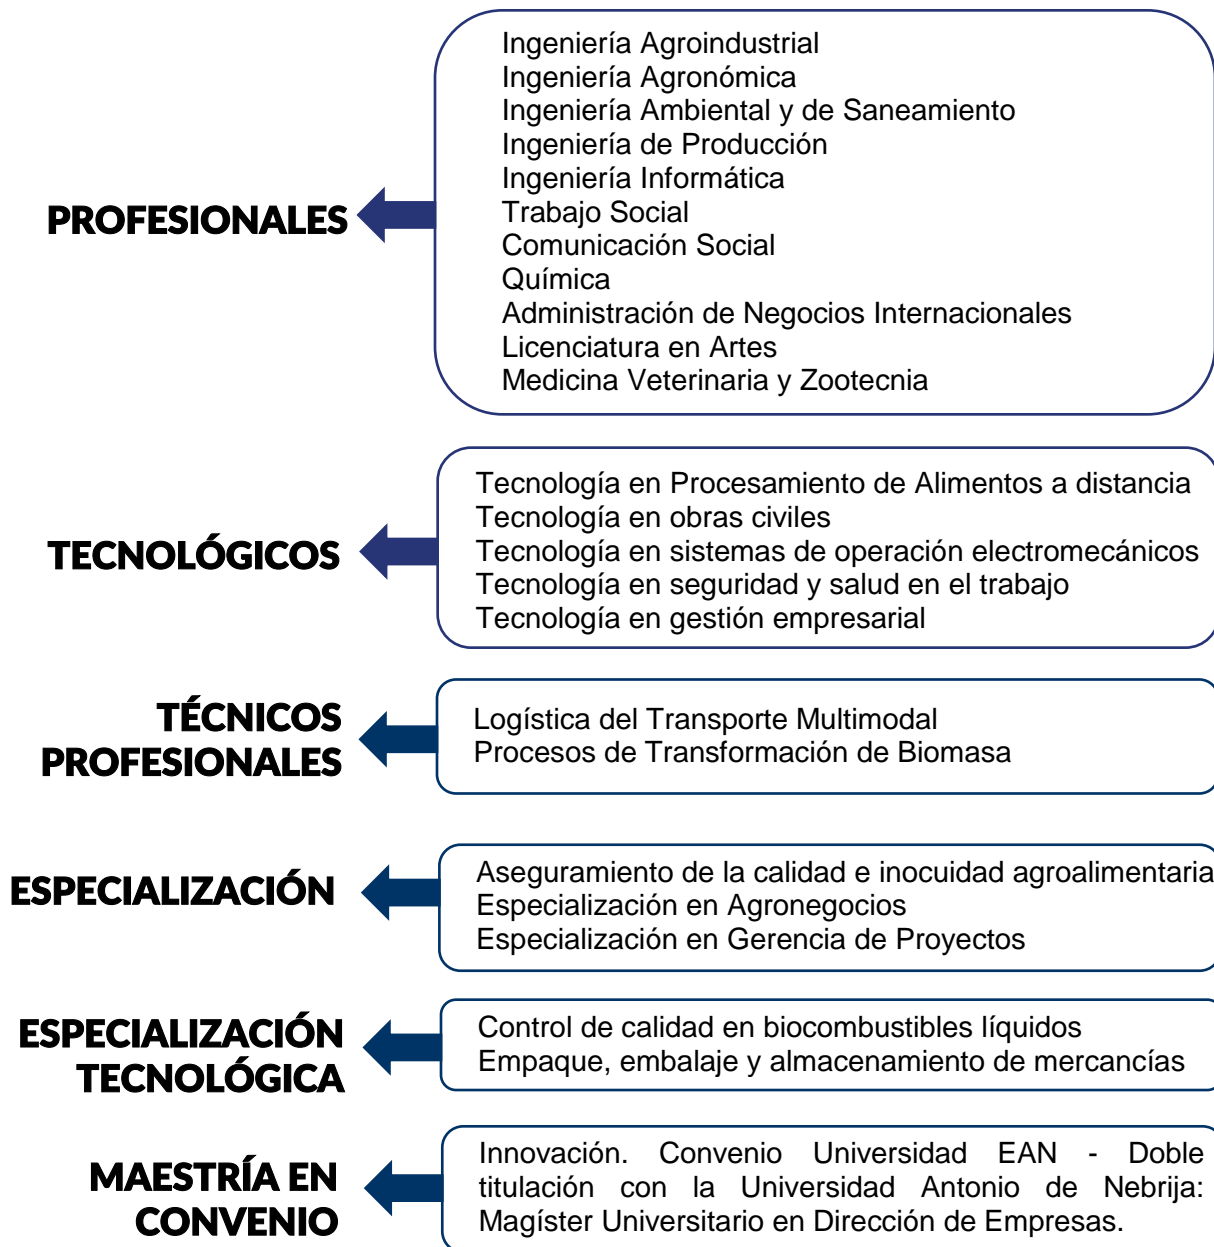 PROFESIONALES
Ingeniería Agroindustrial
Ingeniería Agronómica
Ingeniería Ambiental y de Saneamiento
Ingeniería de Producción
Ingeniería Informática
Trabajo Social
Comunicación Social
Química
Administración de Negocios Internacionales
Licenciatura en Artes
Medicina Veterinaria y Zootecnia
TECNOLÓGICOS
Tecnología en Procesamiento de Alimentos a distancia
Tecnología en obras civiles
Tecnología en sistemas de operación electromecánicos
Tecnología en seguridad y salud en el trabajo
Tecnología en gestión empresarial
TÉCNICOS
PROFESIONALES
Logística del Transporte Multimodal
Procesos de Transformación de Biomasa
ESPECIALIZACIÓN
Aseguramiento de la calidad e inocuidad agroalimentaria
Especialización en Agronegocios
Especialización en Gerencia de Proyectos
ESPECIALIZACIÓN
TECNOLÓGICA
Control de calidad en biocombustibles líquidos
Empaque, embalaje y almacenamiento de mercancías
MAESTRÍA EN
CONVENIO
Innovación. Convenio Universidad EAN - Doble
titulación con la Universidad Antonio de Nebrija:
Magíster Universitario en Dirección de Empresas.